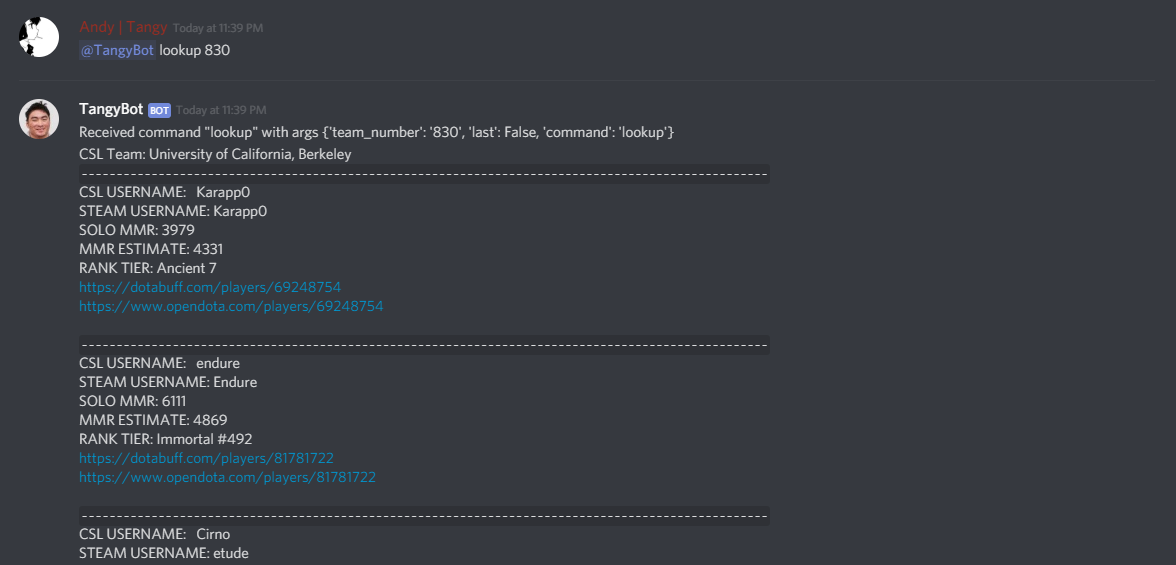 Andy | Tangy Today at 11:39 PM
@TangyBot lookup 830
TangyBot BOT Today at 11:39 PM
Received command "lookup" with args {'team_number': '830', 'last': False, 'command': 'lookup'}
CSL Team: University of California, Berkeley
----------------------------------------------------------------------------------------------------
CSL USERNAME: Karapp0
STEAM USERNAME: Karapp0
SOLO MMR: 3979
MMR ESTIMATE: 4331
RANK TIER: Ancient 7
https://dotabuff.com/players/69248754
https://www.opendota.com/players/69248754
----------------------------------------------------------------------------------------------------
CSL USERNAME: endure
STEAM USERNAME: Endure
SOLO MMR: 6111
MMR ESTIMATE: 4869
RANK TIER: Immortal #492
https://dotabuff.com/players/81781722
https://www.opendota.com/players/81781722
----------------------------------------------------------------------------------------------------
CSL USERNAME: Cirno
STEAM USERNAME: etude